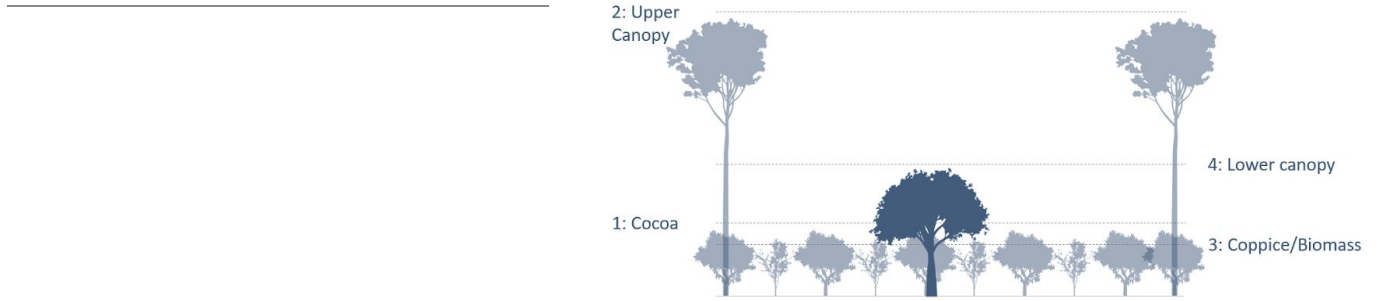 2: Upper
Canopy
4: Lower canopy
1: Cocoa
3: Coppice/Biomass